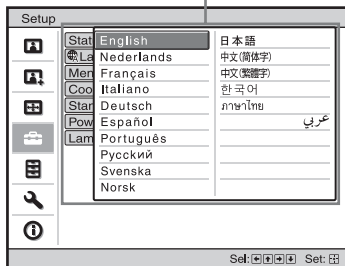 Setup
Stat
La
Men
Coo
Star
Pow
Lam
English
Nederlands
Français
Italiano
Deutsch
Español
Português
Русский
Svenska
Norsk
日本語
中文(简体字)
中文(繁體字)
한국어
ภาษาไทย
عربي
Sel: Set: